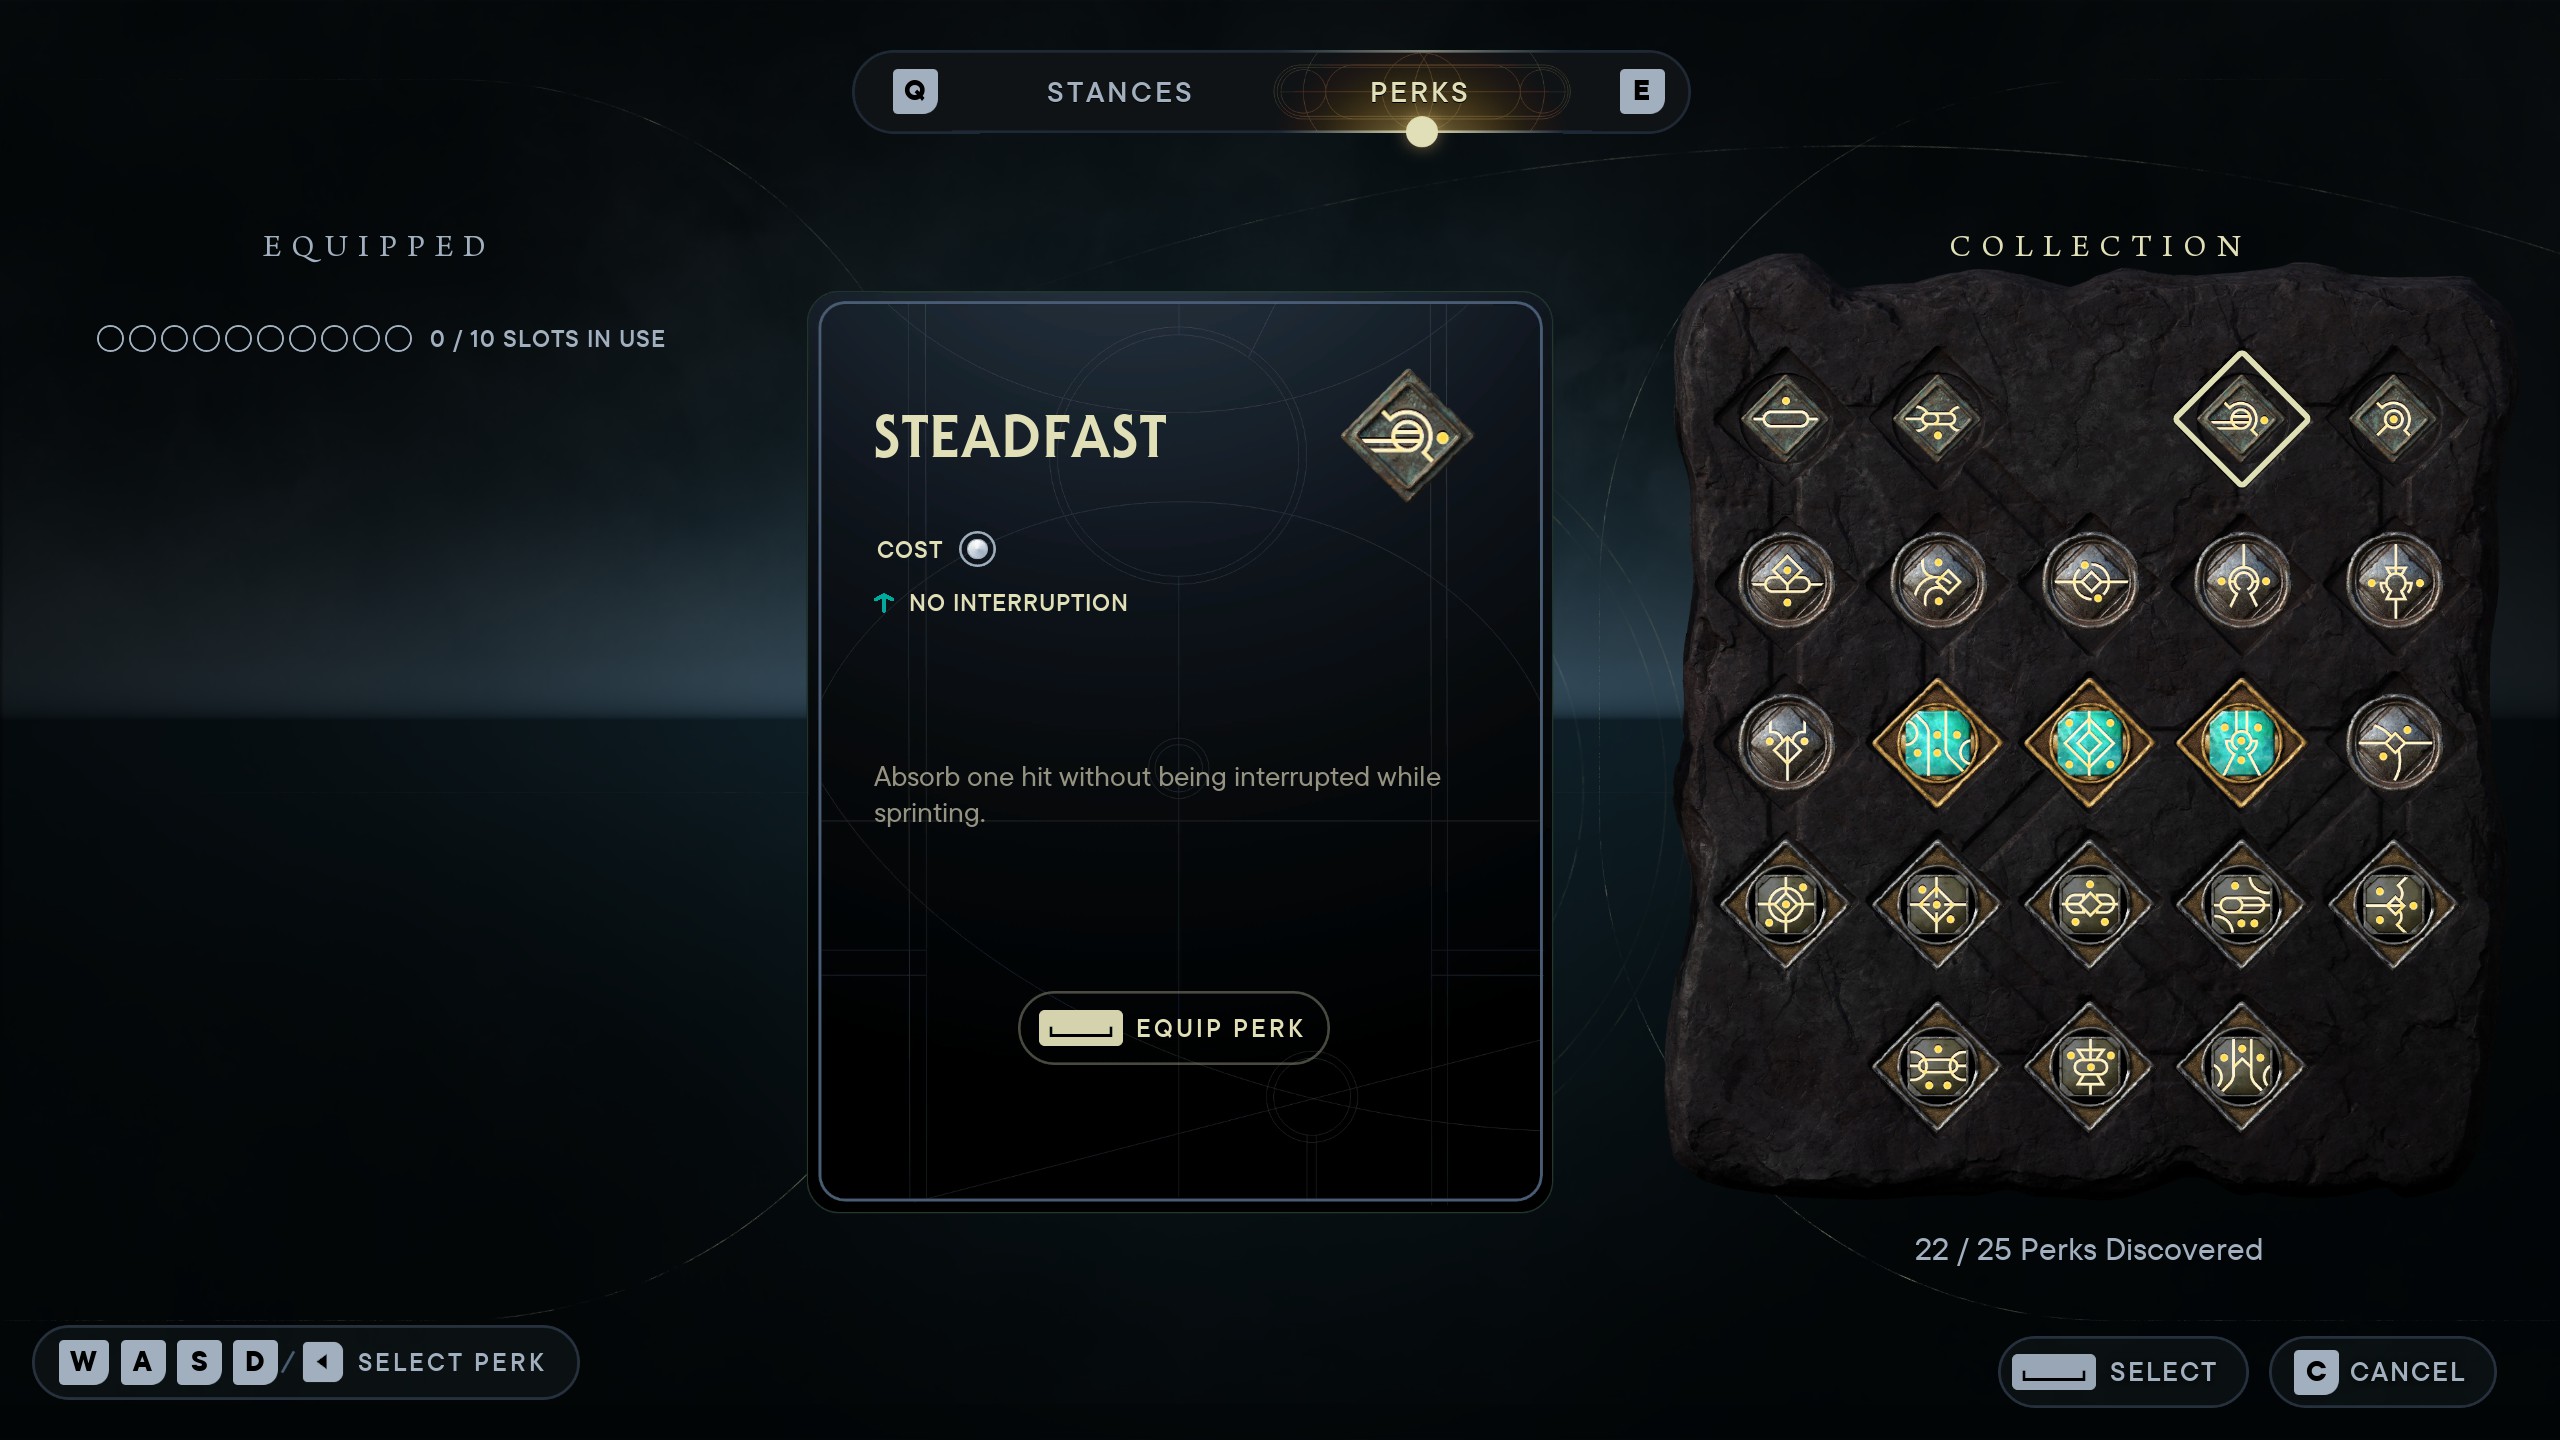 Q STANCES PERKS E
EQUIPPED
0 / 10 SLOTS IN USE
STEADFAST
COST
NO INTERRUPTION
Absorb one hit without being interrupted while
sprinting.
EQUIP PERK
COLLECTION
22 / 25 Perks Discovered
W A S D / SELECT PERK
SELECT
C CANCEL